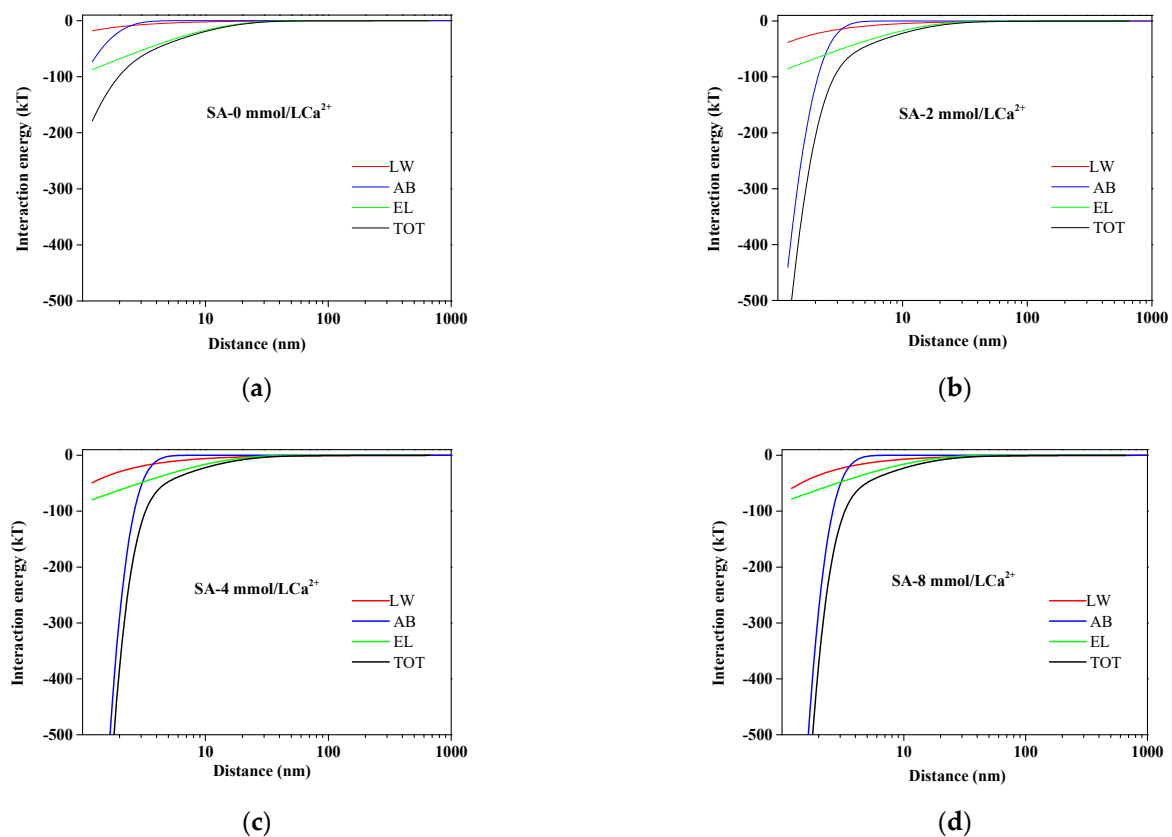 0
-100
-200
-300
-400
-500
Interaction energy (kT)
SA-0 mmol/LCa²⁺
LW
AB
EL
TOT
10
100
1000
Distance (nm)
(a)
0
-100
-200
-300
-400
-500
Interaction energy (kT)
SA-2 mmol/LCa²⁺
LW
AB
EL
TOT
10
100
1000
Distance (nm)
(b)
0
-100
-200
-300
-400
-500
Interaction energy (kT)
SA-4 mmol/LCa²⁺
LW
AB
EL
TOT
10
100
1000
Distance (nm)
(c)
0
-100
-200
-300
-400
-500
Interaction energy (kT)
SA-8 mmol/LCa²⁺
LW
AB
EL
TOT
10
100
1000
Distance (nm)
(d)